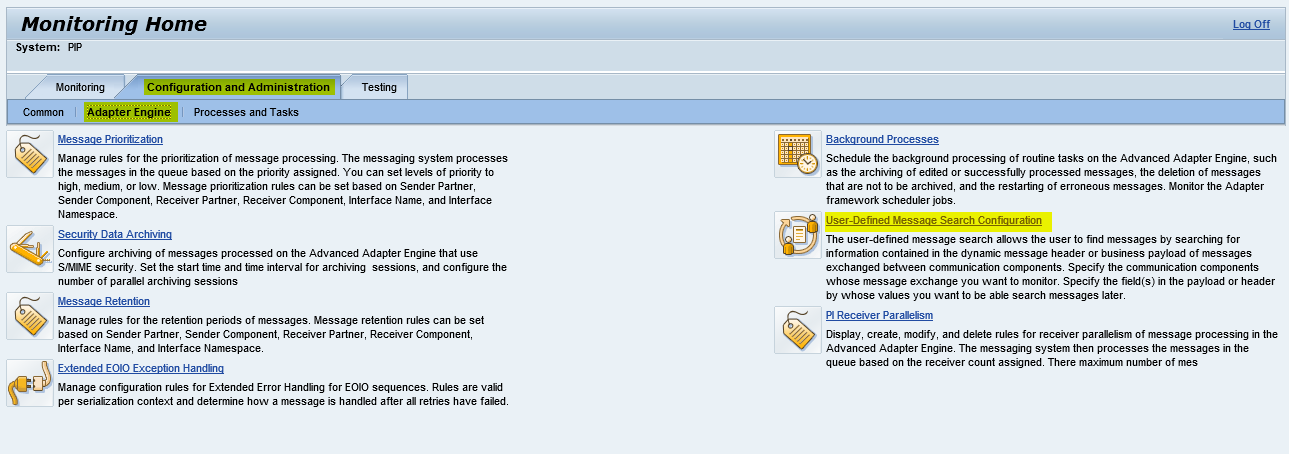 Monitoring Home
Log Off
System: PIP
Monitoring
Configuration and Administration
Testing
Common
Adapter Engine
Processes and Tasks
Message Prioritization
Manage rules for the prioritization of message processing. The messaging system processes
the messages in the queue based on the priority assigned. You can set levels of priority to
high, medium, or low. Message prioritization rules can be set based on Sender Partner,
Sender Component, Receiver Partner, Receiver Component, Interface Name, and Interface
Namespace.
Security Data Archiving
Configure archiving of messages processed on the Advanced Adapter Engine that use
S/MIME security. Set the start time and time interval for archiving sessions, and configure the
number of parallel archiving sessions
Message Retention
Manage rules for the retention periods of messages. Message retention rules can be set
based on Sender Partner, Sender Component, Receiver Partner, Receiver Component,
Interface Name, and Interface Namespace.
Extended EOIO Exception Handling
Manage configuration rules for Extended Error Handling for EOIO sequences. Rules are valid
per serialization context and determine how a message is handled after all retries have failed.
Background Processes
Schedule the background processing of routine tasks on the Advanced Adapter Engine, such
as the archiving of edited or successfully processed messages, the deletion of messages
that are not to be archived, and the restarting of erroneous messages. Monitor the Adapter
framework scheduler jobs.
User-Defined Message Search Configuration
The user-defined message search allows the user to find messages by searching for
information contained in the dynamic message header or business payload of messages
exchanged between communication components. Specify the communication components
whose message exchange you want to monitor. Specify the field(s) in the payload or header
by whose values you want to be able search messages later.
PI Receiver Parallelism
Display, create, modify, and delete rules for receiver parallelism of message processing in the
Advanced Adapter Engine. The messaging system then processes the messages in the
queue based on the receiver count assigned. There maximum number of mes